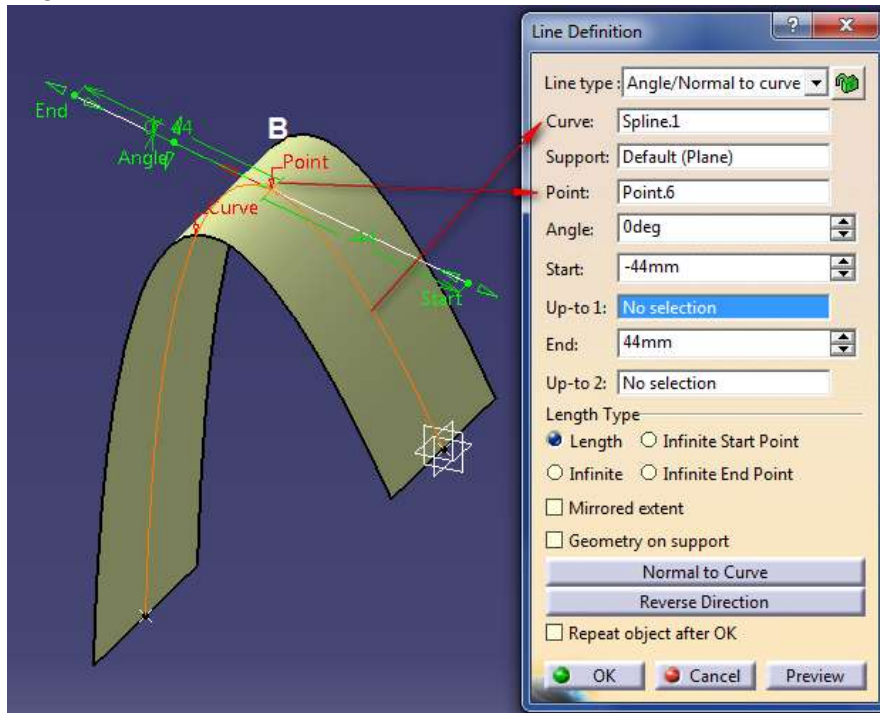 Line Definition
?
X
Line type : Angle/Normal to curve
Curve: Spline.1
Support: Default (Plane)
Point: Point.6
Angle: 0deg
Start: -44mm
Up-to 1: No selection
End: 44mm
Up-to 2: No selection
Length Type
Length
Infinite Start Point
Infinite
Infinite End Point
Mirrored extent
Geometry on support
Normal to Curve
Reverse Direction
Repeat object after OK
OK
Cancel
Preview
End
B
Angle
Point
Curve
Start